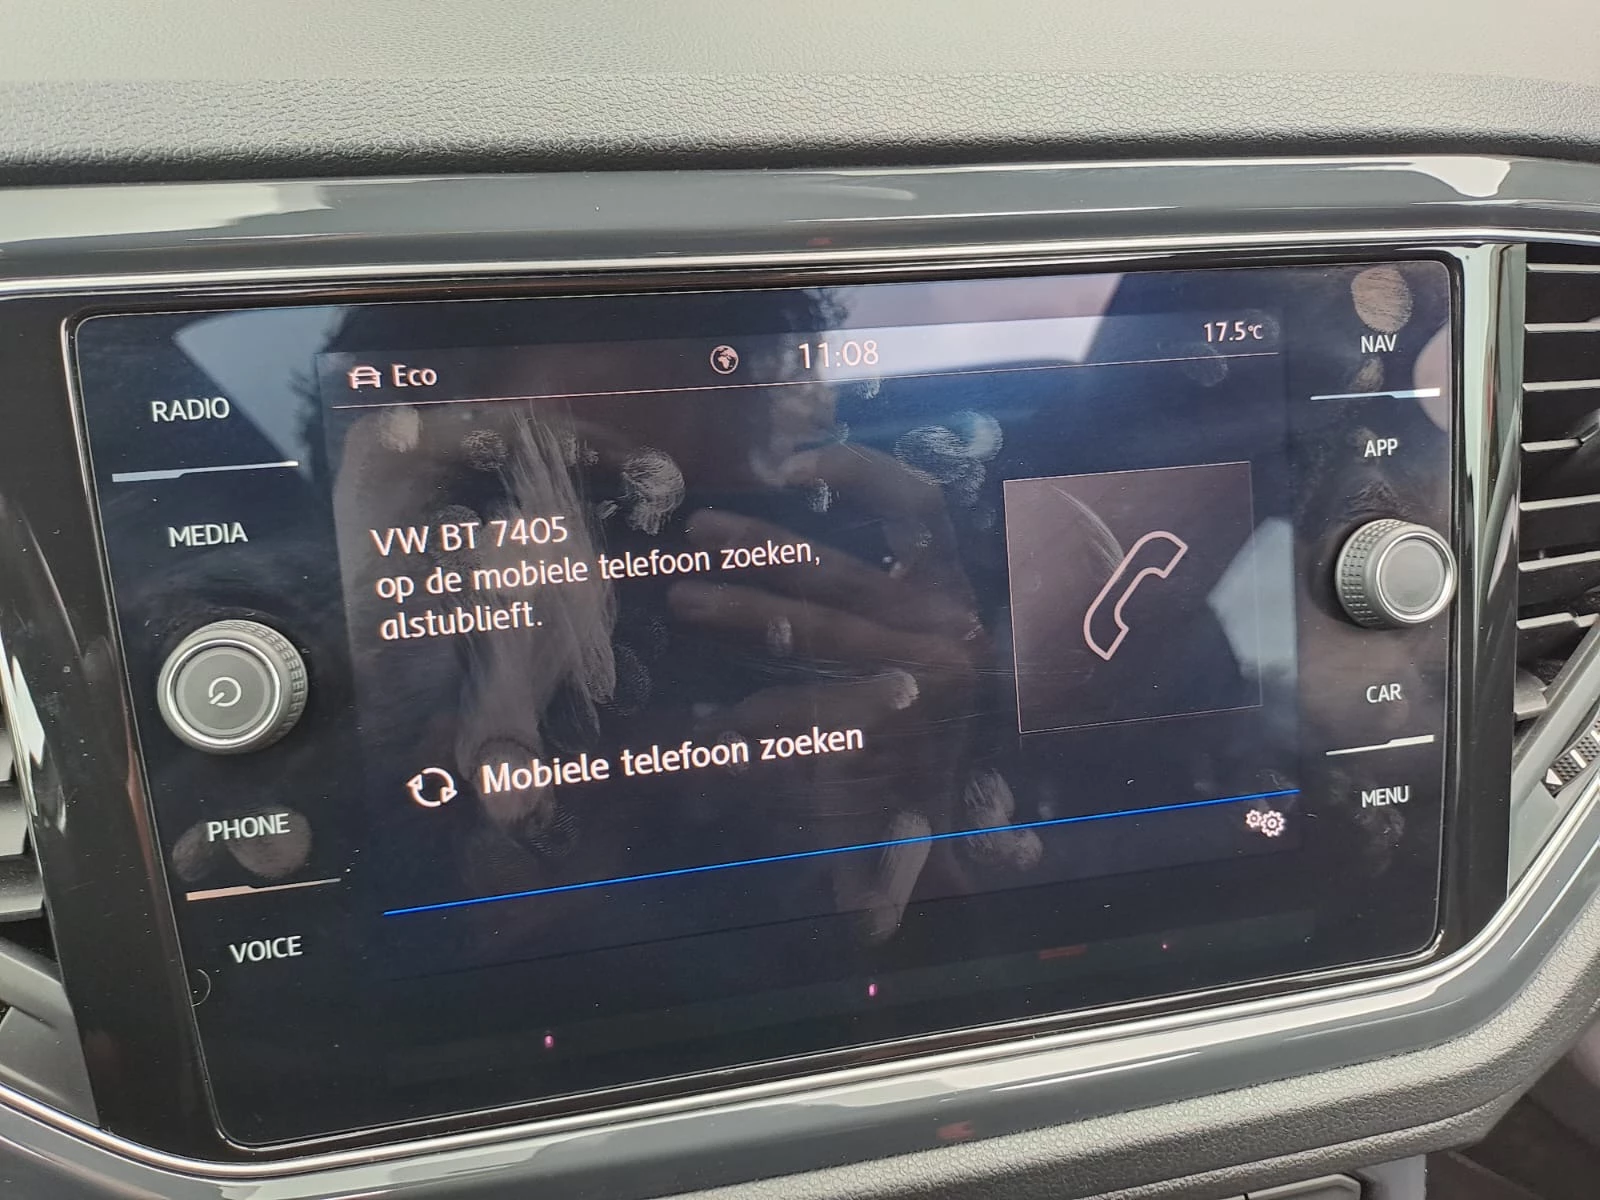 Eco
11:08
17.5°C
RADIO
MEDIA
PHONE
VOICE
VW BT 7405
op de mobiele telefoon zoeken,
alstublieft.
Mobiele telefoon zoeken
NAV
APP
CAR
MENU